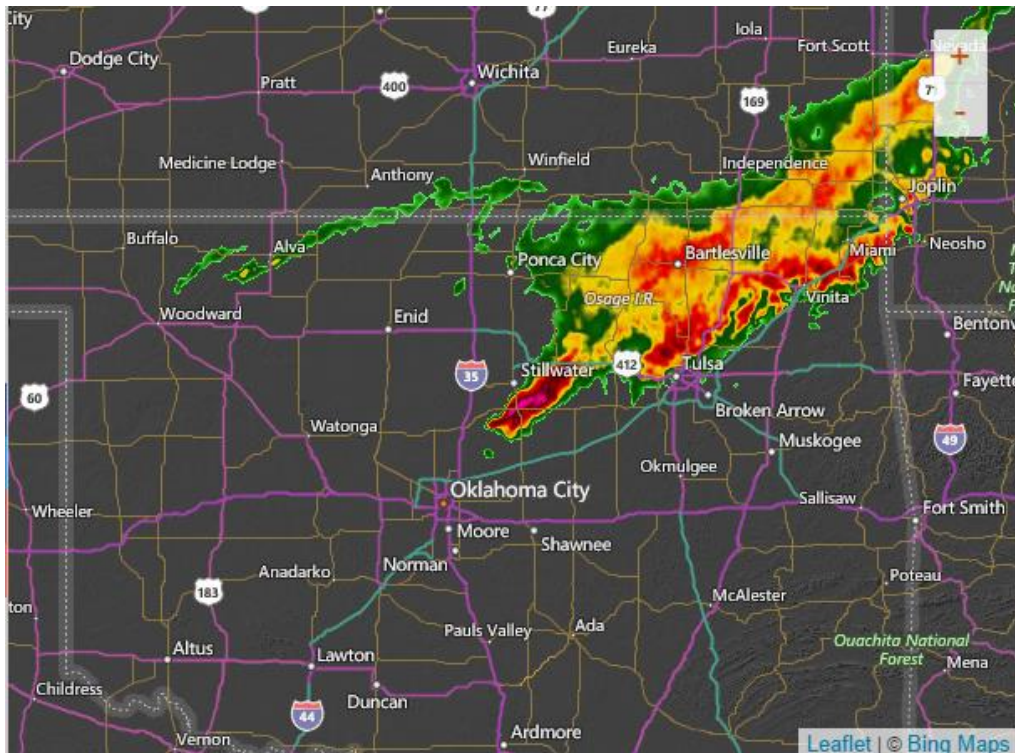 City
77
Iola
Fort Scott
Nevada
Eureka
Dodge City
+
Wichita
Pratt
400
169
71
-
Medicine Lodge
Winfield
Independence
Anthony
Joplin
Buffalo
Alva
Miami
Neosho
Bartlesville
Ponca City
Osage I.R.
Vinita
Woodward
Enid
Bentonv
412
Tulsa
Stillwater
35
60
Fayette
Broken Arrow
Watonga
Muskogee
49
Okmulgee
Oklahoma City
Sallisaw
Wheeler
Fort Smith
Moore
Shawnee
Norman
Anadarko
183
Poteau
ton
McAlester
Pauls Valley
Ada
Ouachita National
Forest
Altus
Lawton
Mena
Childress
Duncan
44
Ardmore
Vernon
Leaflet | © Bing Maps